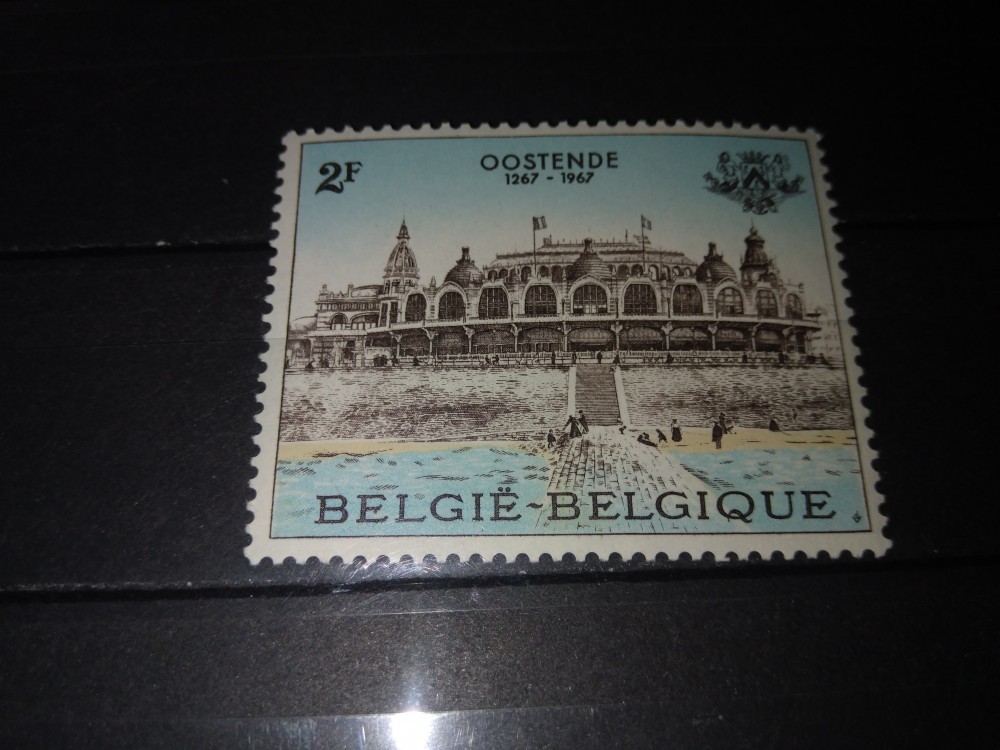 2F
OOSTENDE
1267 - 1967
BELGIË-BELGIQUE